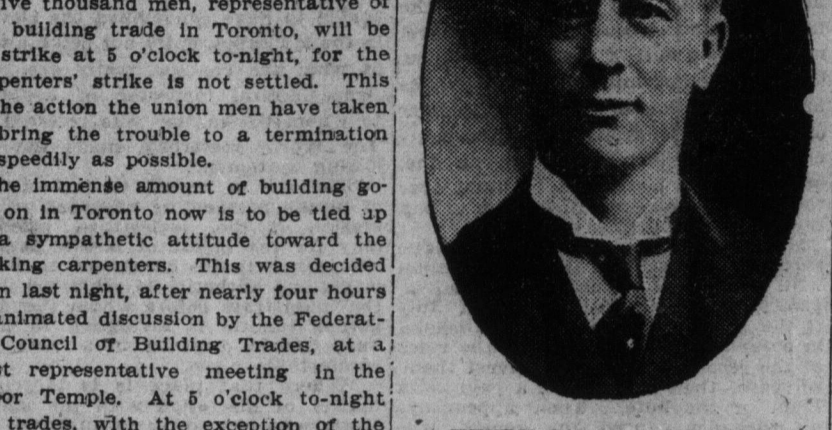 ive thousand men, representative of
building trade in Toronto, will be
strike at 5 o'clock to-night, for the
penters' strike is not settled. This
he action the union men have taken
bring the trouble to a termination
speedily as possible.
he immense amount of building go-
on in Toronto now is to be tied up
a sympathetic attitude toward the
king carpenters. This was decided
n last night, after nearly four hours
animated discussion by the Federat-
Council of Building Trades, at a
t representative meeting in the
or Temple. At 5 o'clock to-night
trades, with the exception of the